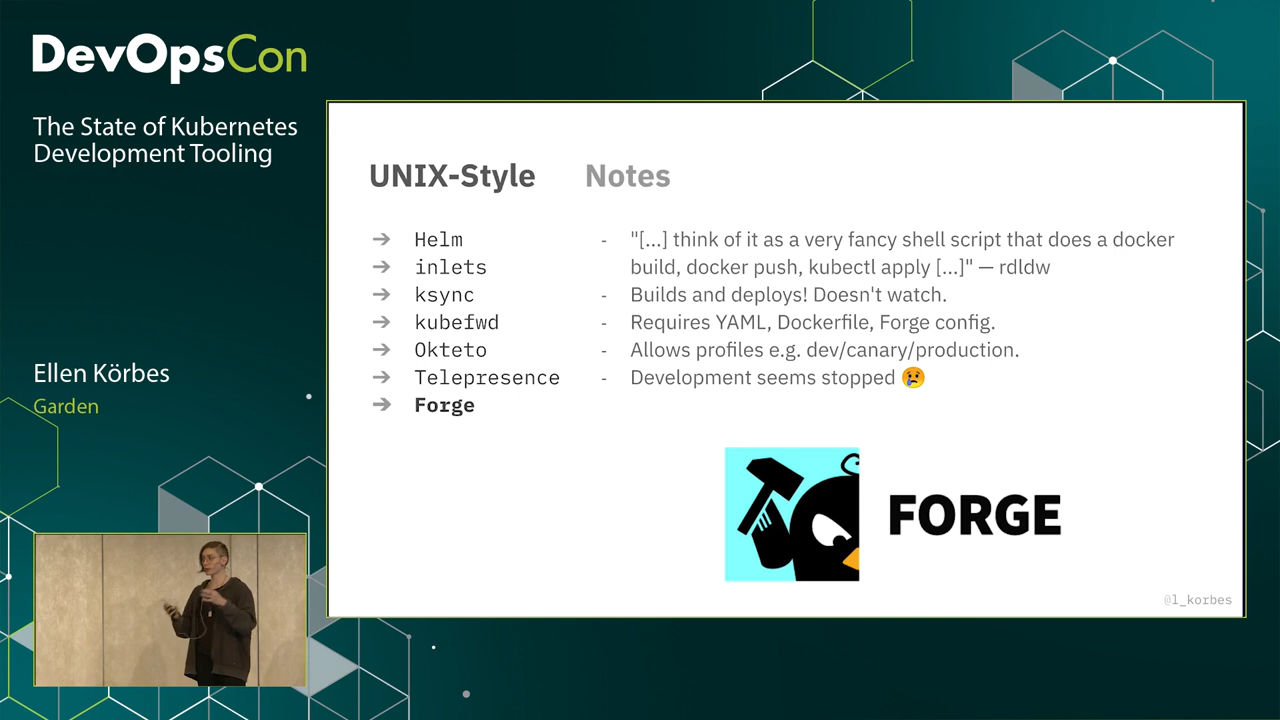 DevOpsCon
The State of Kubernetes
Development Tooling
Ellen Körbes
Garden
UNIX-Style
➔ Helm
➔ inlets
➔ ksync
➔ kubefwd
➔ Okteto
➔ Telepresence
➔ Forge
Notes
- "[...] think of it as a very fancy shell script that does a docker
build, docker push, kubectl apply [...]" — rdldw
- Builds and deploys! Doesn't watch.
- Requires YAML, Dockerfile, Forge config.
- Allows profiles e.g. dev/canary/production.
- Development seems stopped 😢
FORGE
@l_korbes